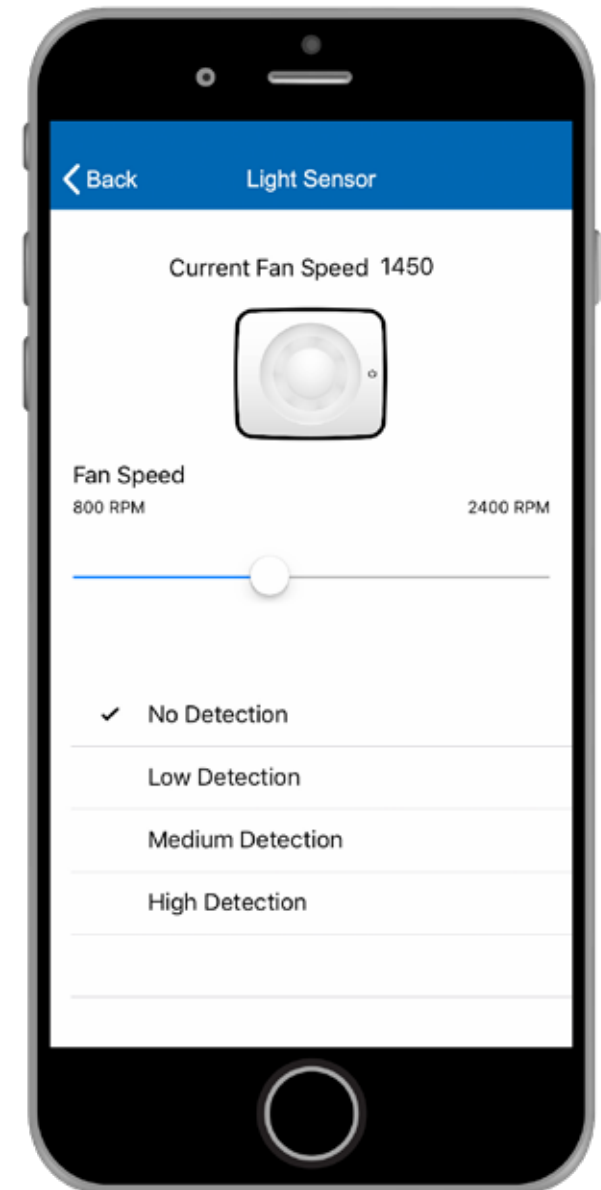 Back Light Sensor
Current Fan Speed 1450
Fan Speed
800 RPM 2400 RPM
No Detection
Low Detection
Medium Detection
High Detection